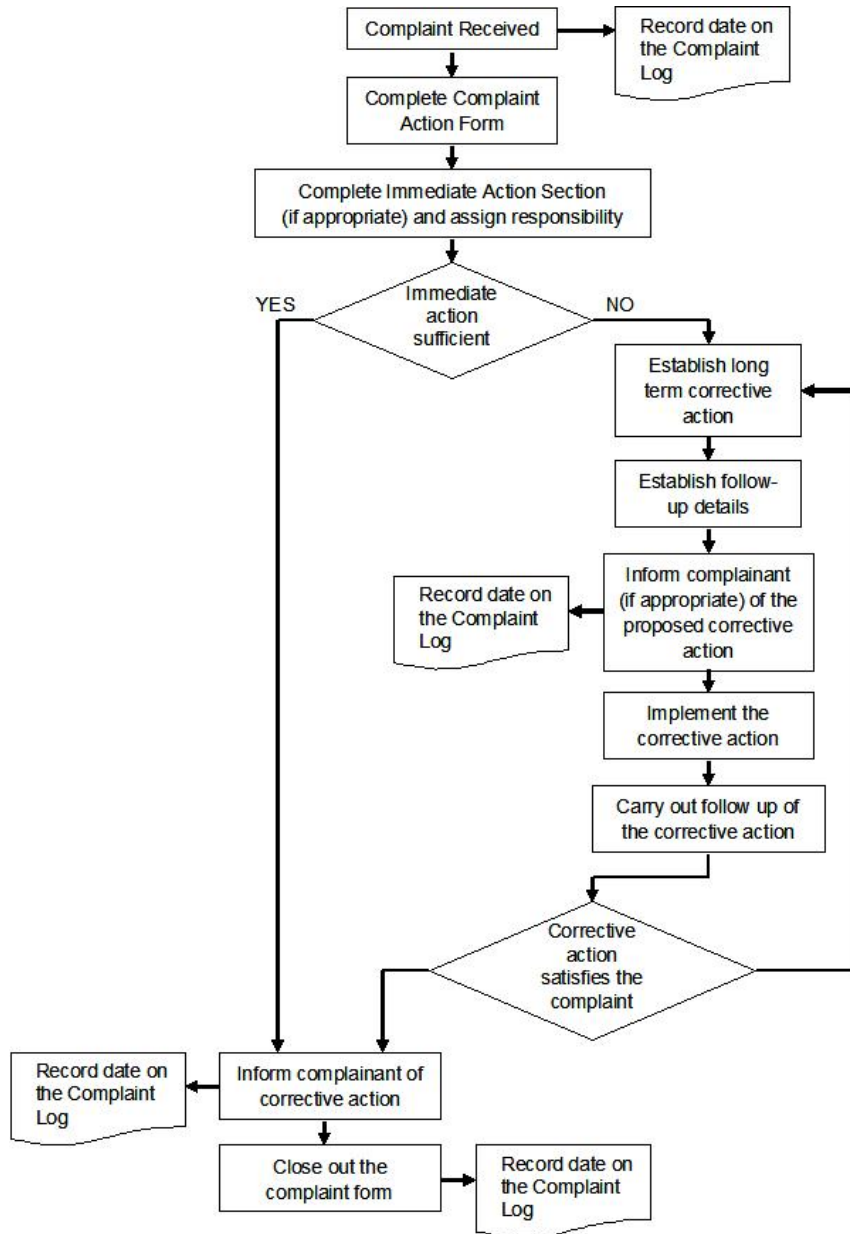 Complaint Received
Record date on
the Complaint
Log
Complete Complaint
Action Form
Complete Immediate Action Section
(if appropriate) and assign responsibility
YES
Immediate
action
sufficient
NO
Establish long
term corrective
action
Establish follow-
up details
Inform complainant
(if appropriate) of the
proposed corrective
action
Record date on
the Complaint
Log
Implement the
corrective action
Carry out follow up
of the corrective action
Corrective
action
satisfies the
complaint
Record date on
the Complaint
Log
Inform complainant of
corrective action
Close out the
complaint form
Record date on
the Complaint
Log